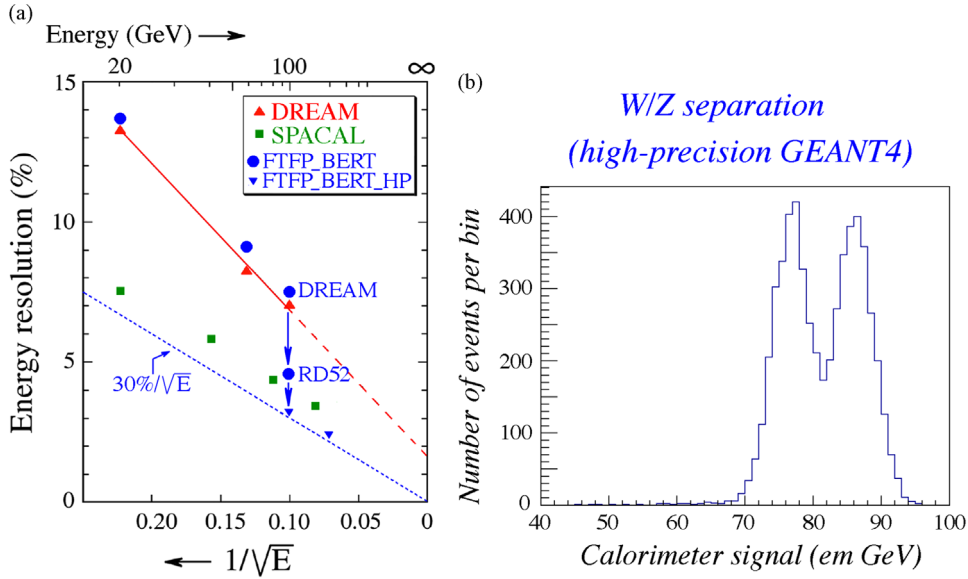 (a)
Energy (GeV)
20 100 ∞
15
DREAM
SPACAL
FTFP_BERT
FTFP_BERT_HP
10
DREAM
5
RD52
30%/√E
0
0.20 0.15 0.10 0.05 0
1/√E
Energy resolution (%)
(b)
W/Z separation
(high-precision GEANT4)
400
300
200
100
0
40 50 60 70 80 90 100
Calorimeter signal (em GeV)
Number of events per bin